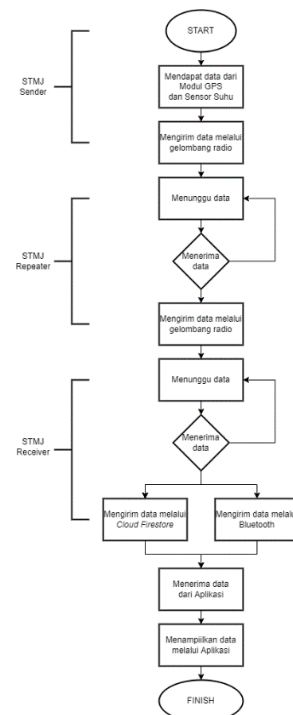 START
STMJ
Sender
Mendapat data dari
Modul GPS
dan Sensor Suhu
Mengirim data melalui
gelombang radio
STMJ
Repeater
Menunggu data
Menerima
data
Mengirim data melalui
gelombang radio
STMJ
Receiver
Menunggu data
Menerima
data
Mengirim data melalui
Cloud Firestore
Mengirim data melalui
Bluetooth
Menerima data
dari Aplikasi
Menampilkan data
melalui Aplikasi
FINISH